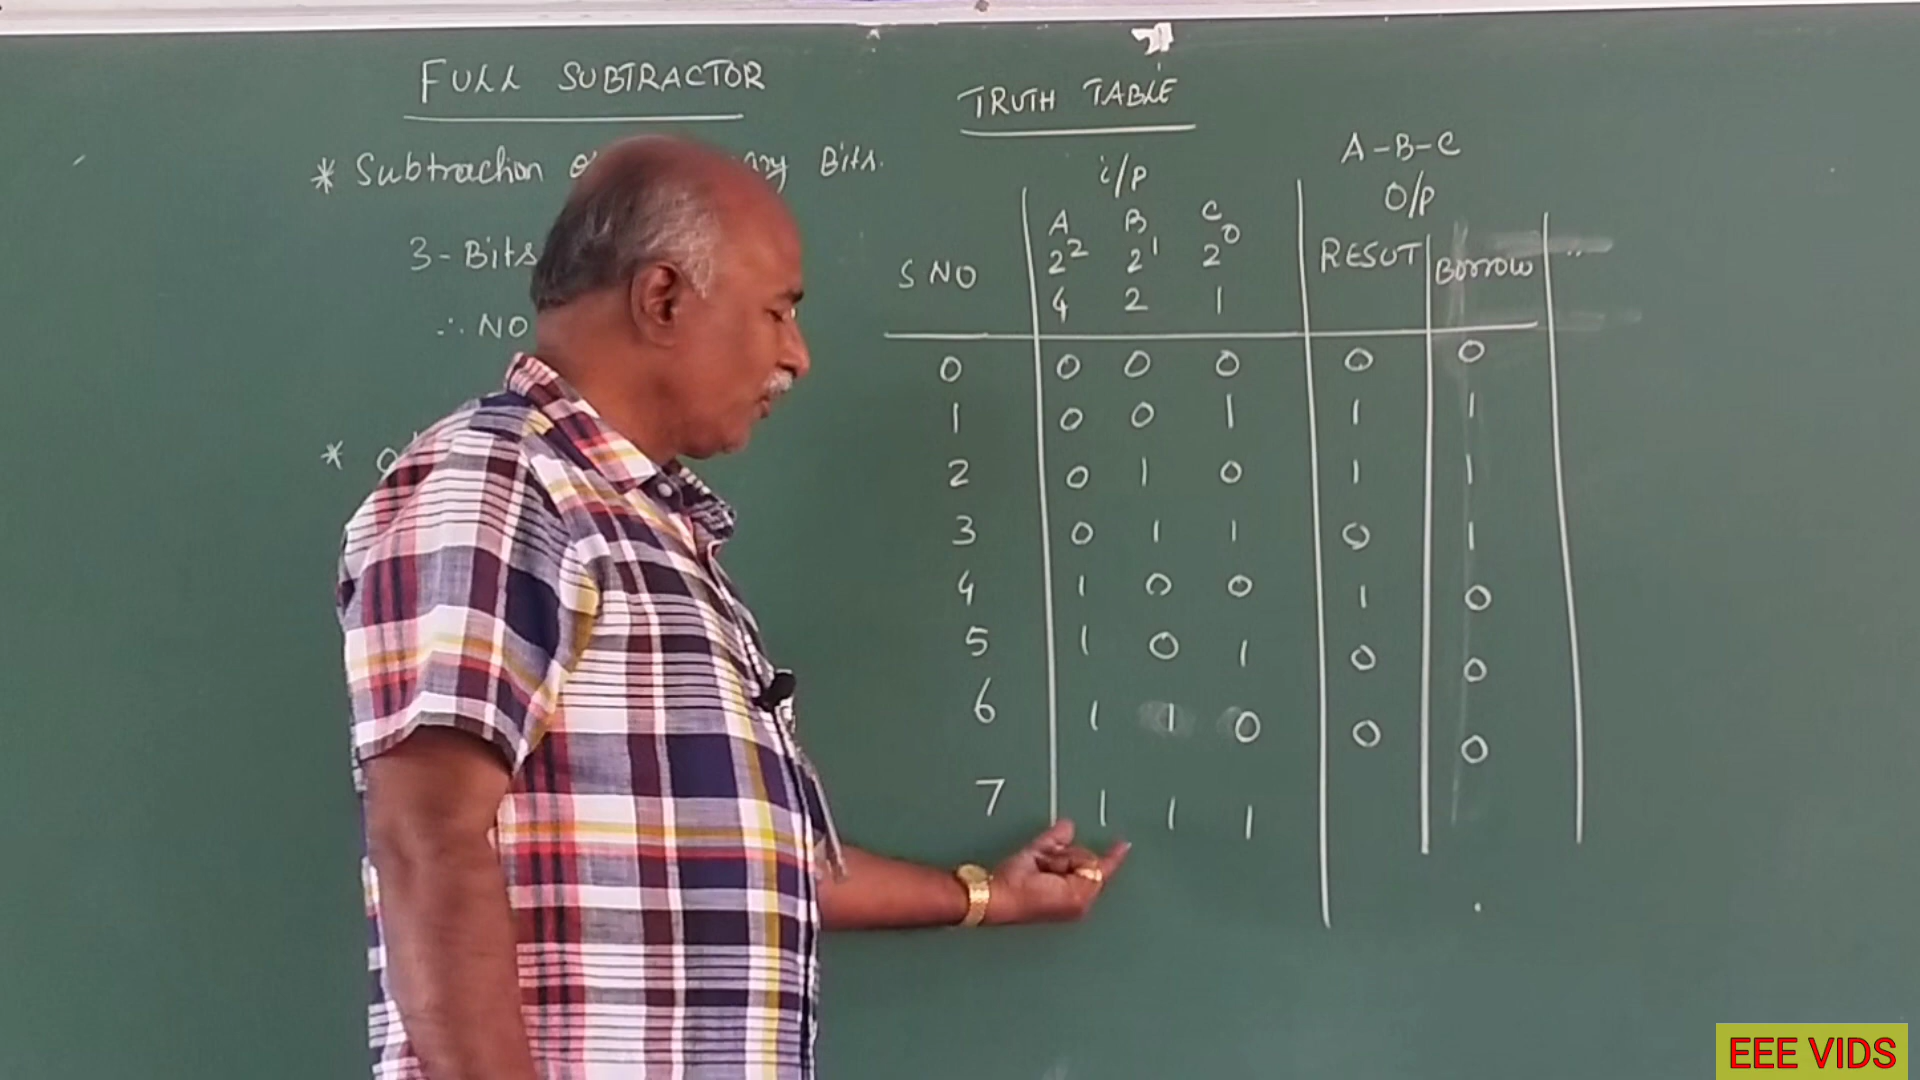 FULL SUBTRACTOR
* Subtraction Bits.
3-Bits
∴ NO
*
TRUTH TABLE
i/p
A-B-C
O/p
A B C
2² 2¹ 2⁰
S NO
4 2 1
RESUT Borrow
0 0 0 0 0 0
1 0 0 1 1 1
2 0 1 0 1 1
3 0 1 1 0 1
4 1 0 0 1 0
5 1 0 1 0 0
6 1 1 0 0 0
7 1 1 1
EEE VIDS